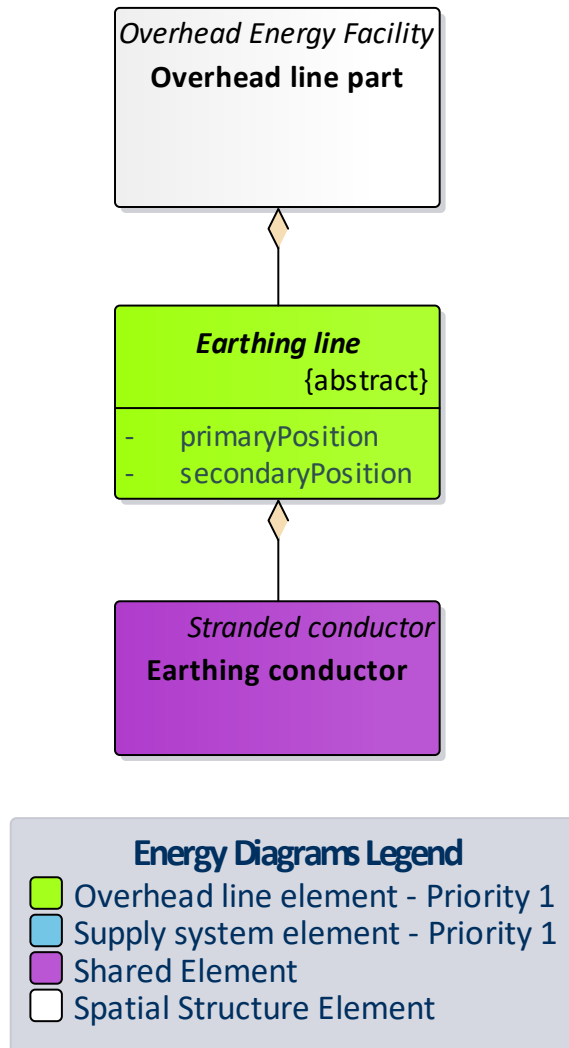 Overhead Energy Facility
Overhead line part
Earthing line
{abstract}
- primaryPosition
- secondaryPosition
Stranded conductor
Earthing conductor
Energy Diagrams Legend
Overhead line element - Priority 1
Supply system element - Priority 1
Shared Element
Spatial Structure Element